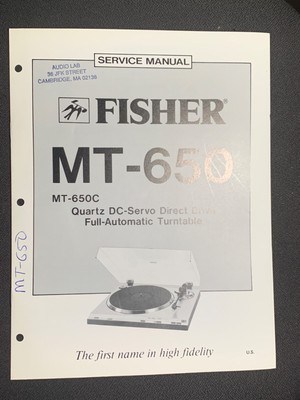 SERVICE MANUAL
AUDIO LAB
36 JFK STREET
CAMBRIDGE, MA 02138
FISHER
MT-650
MT-650C
Quartz DC-Servo Direct Drive
Full-Automatic Turntable
MT-650
The first name in high fidelity
U.S.